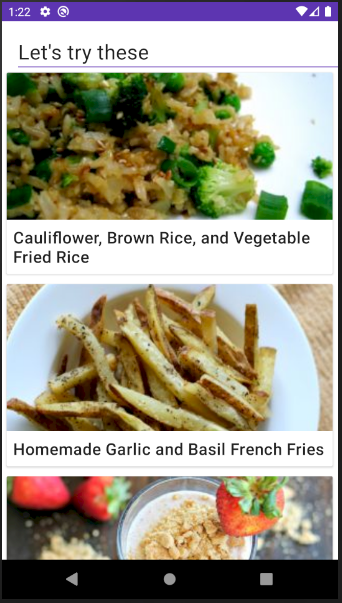 1:22
Let's try these
Cauliflower, Brown Rice, and Vegetable
Fried Rice
Homemade Garlic and Basil French Fries